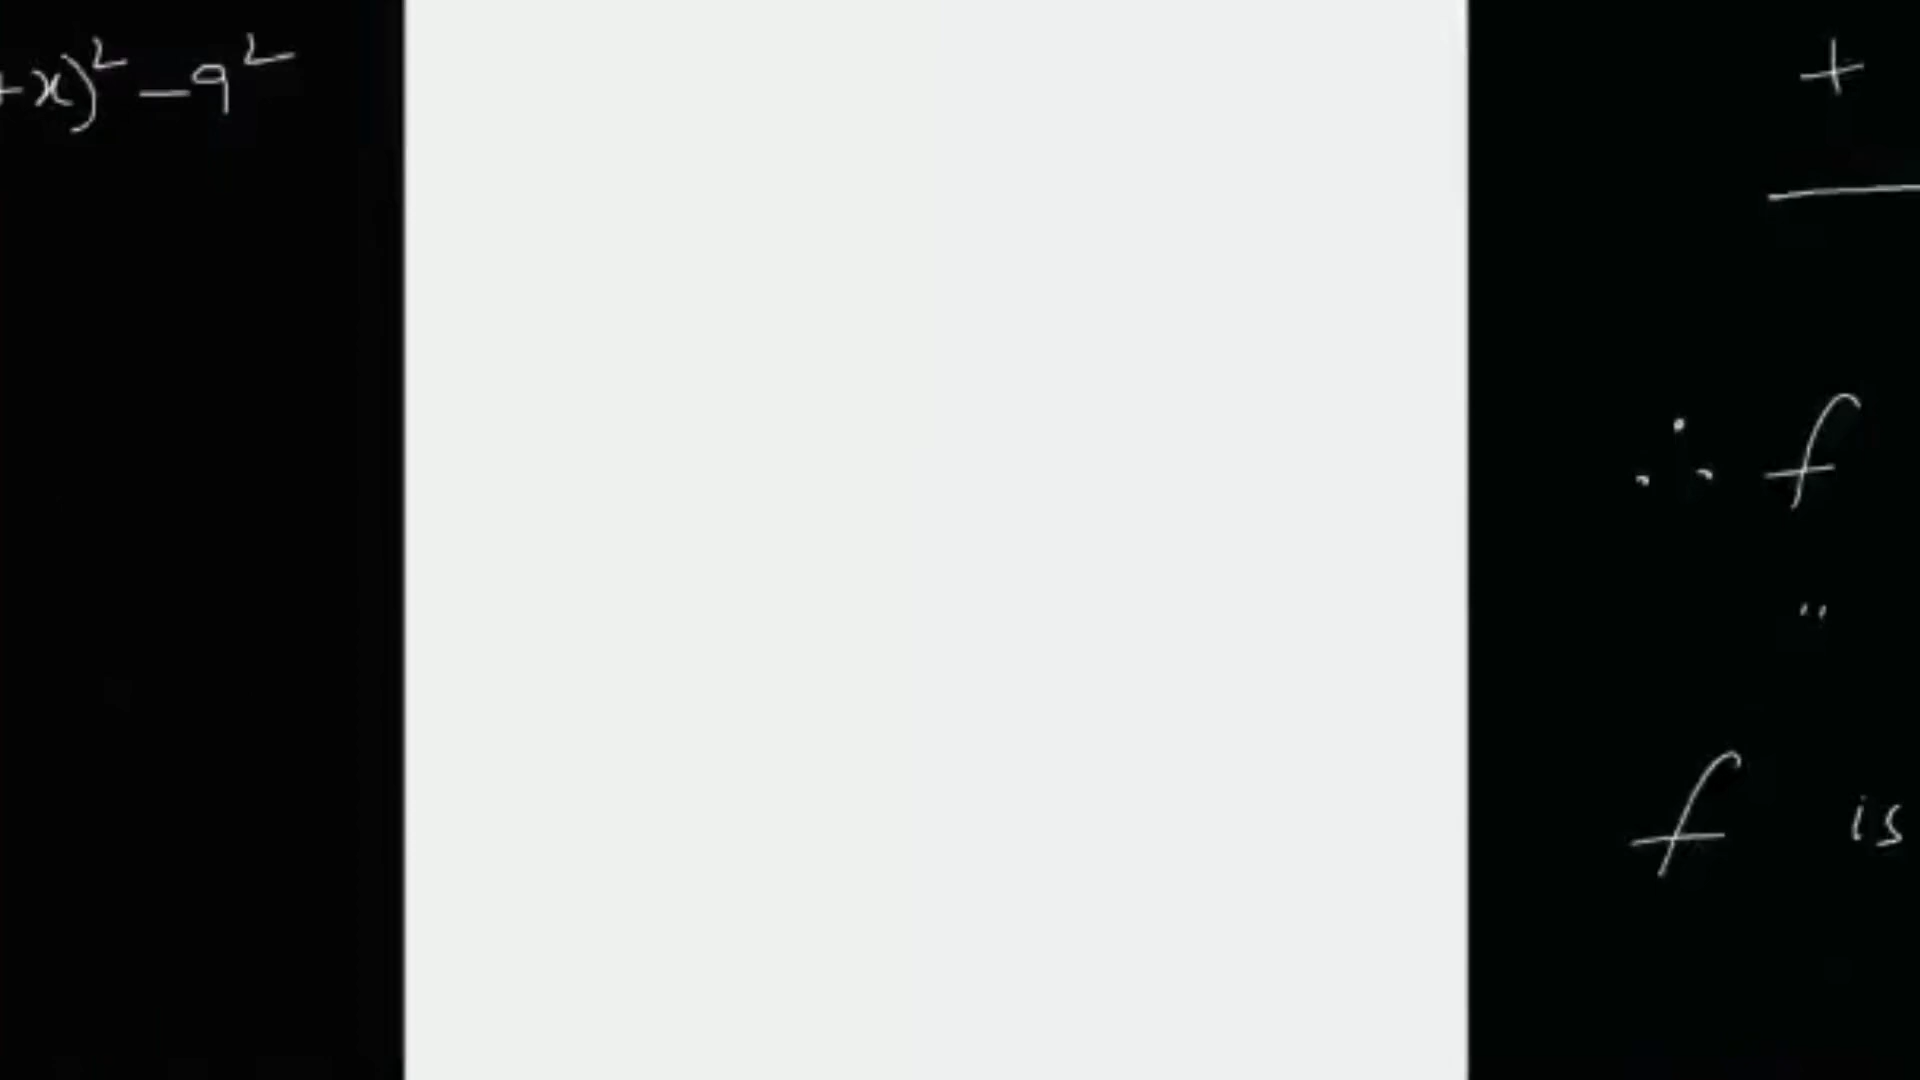 +x)² – 9²
+
∴ f
"
f is